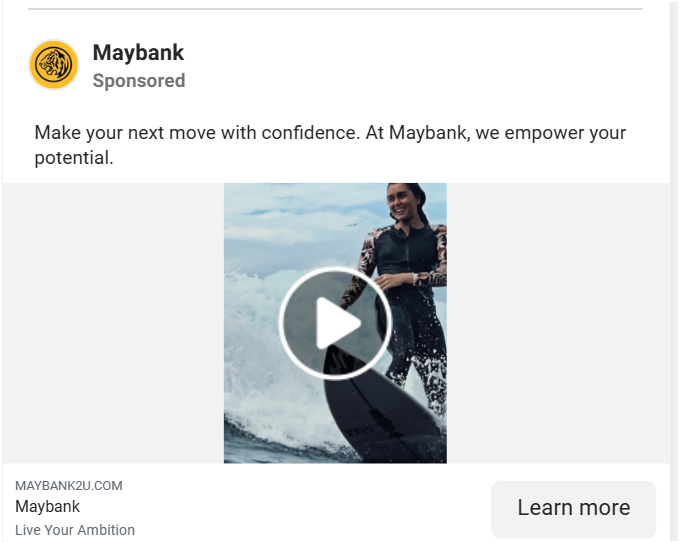 Maybank
Sponsored
Make your next move with confidence. At Maybank, we empower your
potential.
MAYBANK2U.COM
Maybank
Live Your Ambition
Learn more